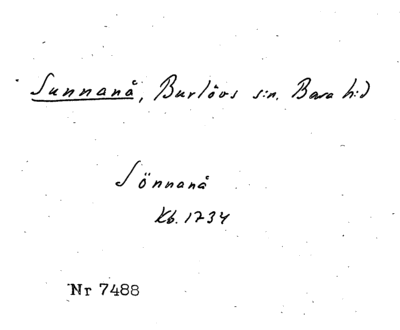 Sunnanå, Burlövs s:n. Bara h:d
Sönnanå
Kb. 1734
Nr 7488